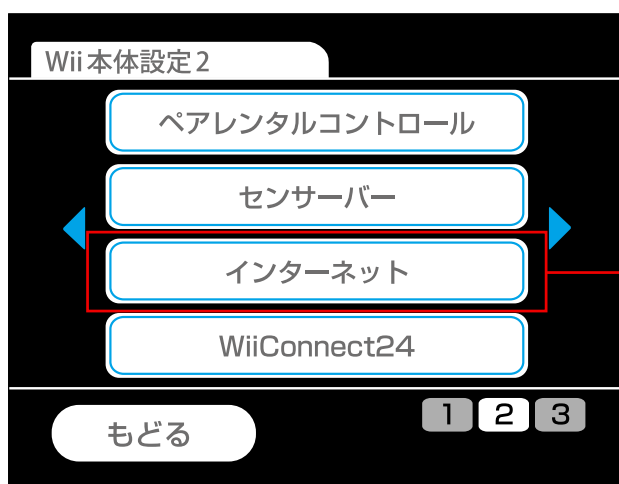 Wii本体設定2
ペアレンタルコントロール
センサーバー
インターネット
WiiConnect24
もどる
1 2 3